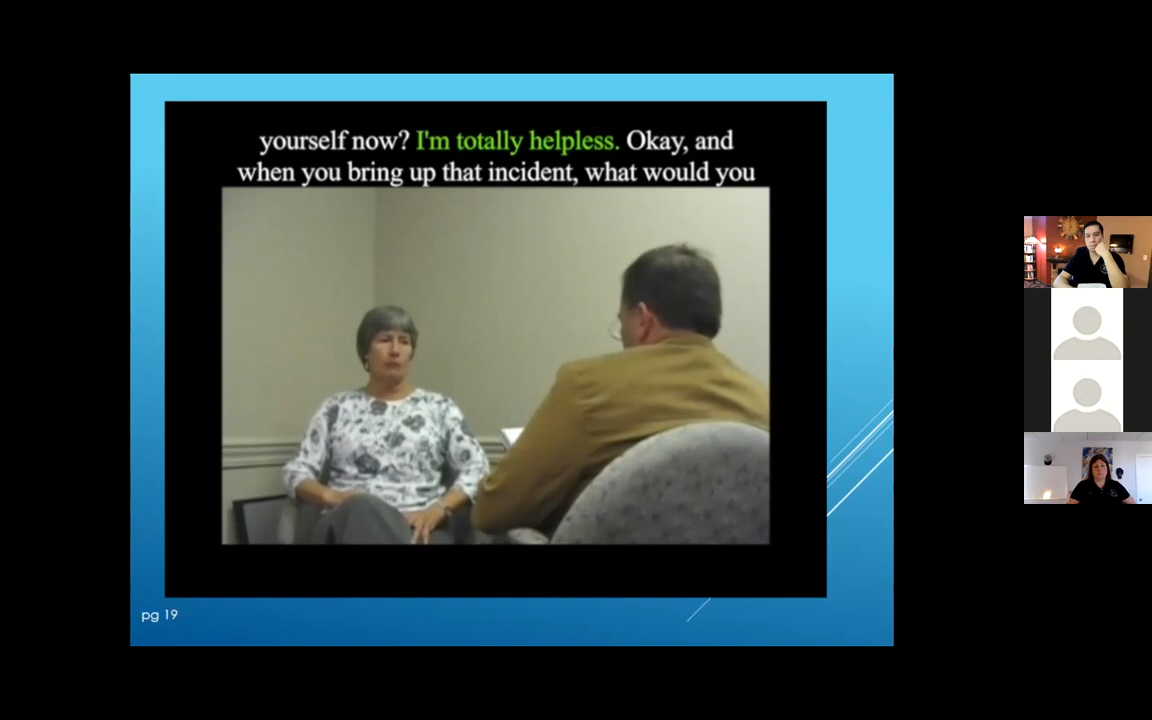 yourself now? I'm totally helpless. Okay, and
when you bring up that incident, what would you
pg 19